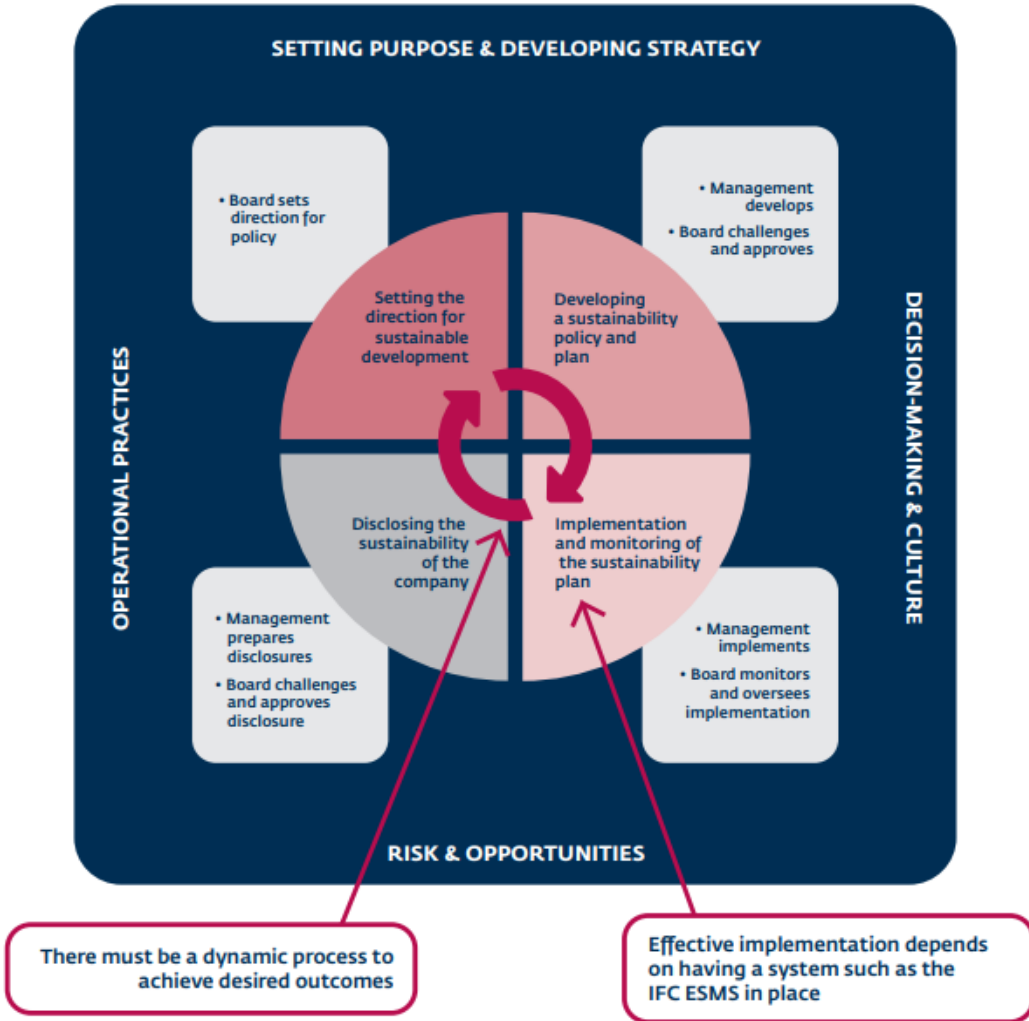 SETTING PURPOSE & DEVELOPING STRATEGY
• Board sets
direction for
policy
• Management
develops
• Board challenges
and approves
Setting the
direction for
sustainable
development
Developing
a sustainability
policy and
plan
OPERATIONAL PRACTICES
DECISION-MAKING & CULTURE
Disclosing the
sustainability
of the
company
Implementation
and monitoring of
the sustainability
plan
• Management
prepares
disclosures
• Board challenges
and approves
disclosure
• Management
implements
• Board monitors
and oversees
implementation
RISK & OPPORTUNITIES
There must be a dynamic process to
achieve desired outcomes
Effective implementation depends
on having a system such as the
IFC ESMS in place